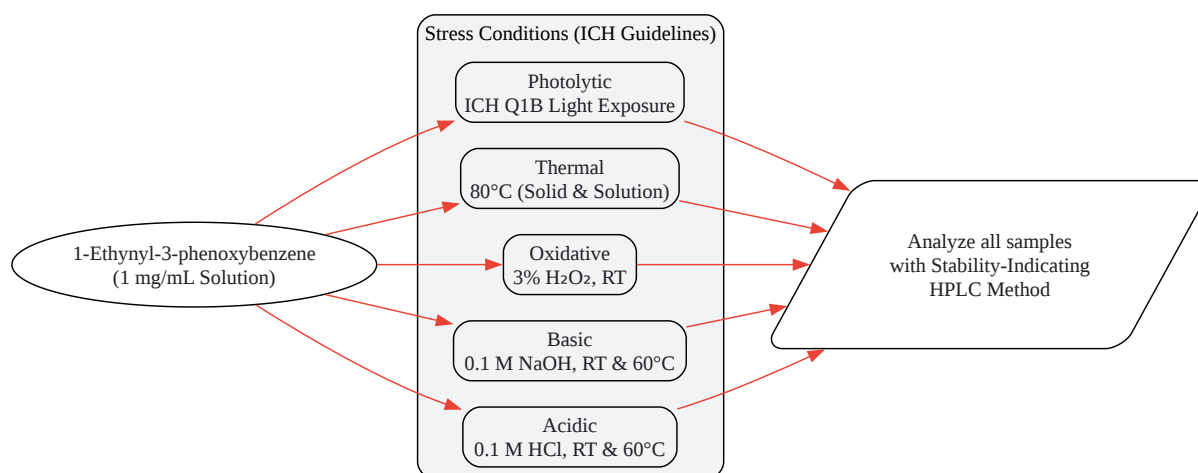 Stress Conditions (ICH Guidelines)
Photolytic
ICH Q1B Light Exposure
Thermal
80°C (Solid & Solution)
1-Ethynyl-3-phenoxybenzene
(1 mg/mL Solution)
Oxidative
3% H₂O₂, RT
Analyze all samples
with Stability-Indicating
HPLC Method
Basic
0.1 M NaOH, RT & 60°C
Acidic
0.1 M HCl, RT & 60°C